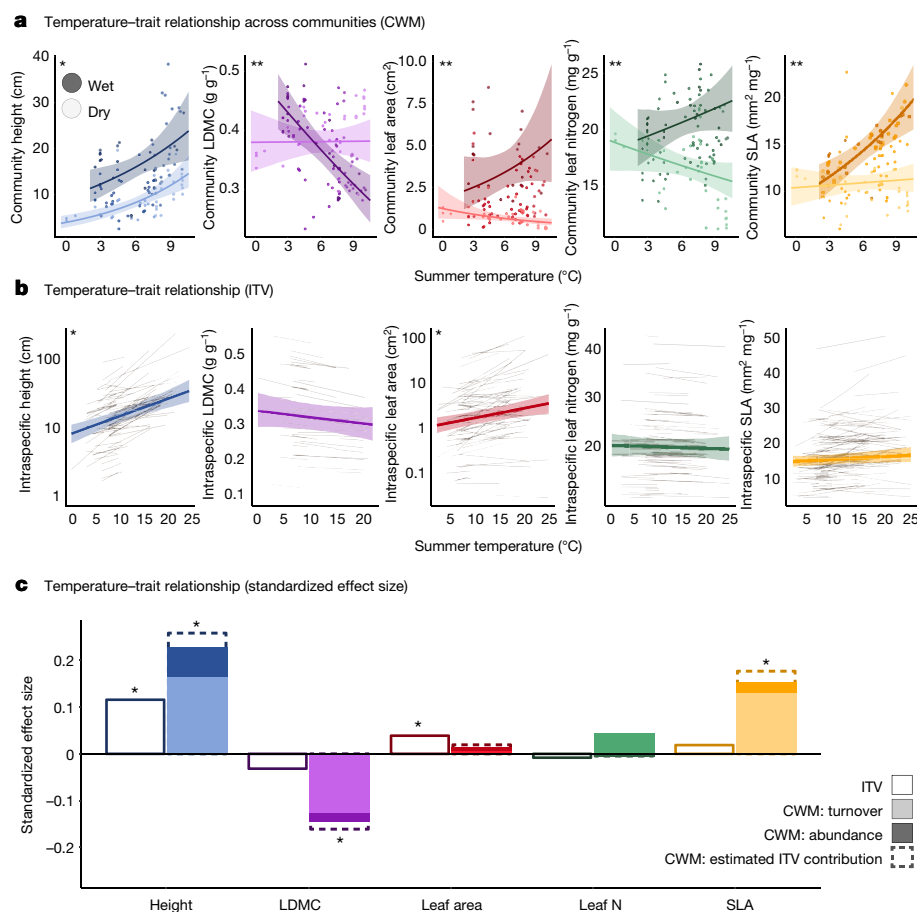 a Temperature–trait relationship across communities (CWM)
Community height (cm)
40
30
20
10
*
Wet
Dry
0 3 6 9
Community LDMC (g g−1)
0.5
0.4
0.3
**
0 3 6 9
Community leaf area (cm2)
10.0
7.5
5.0
2.5
0
**
0 3 6 9
Community leaf nitrogen (mg g−1)
25
20
15
**
0 3 6 9
Community SLA (mm2 mg−1)
20
15
10
**
0 3 6 9
Summer temperature (°C)
b Temperature–trait relationship (ITV)
Intraspecific height (cm)
100
10
1
*
0 5 10 15 20 25
Intraspecific LDMC (g g−1)
0.5
0.4
0.3
0.2
0.1
0 5 10 15 20
Intraspecific leaf area (cm2)
100
10
1
0.1
*
5 10 15 20 25
Intraspecific leaf nitrogen (mg g−1)
40
30
20
10
0 5 10 15 20 25
Intraspecific SLA (mm2 mg−1)
50
40
30
20
10
5 10 15 20 25
Summer temperature (°C)
c Temperature–trait relationship (standardized effect size)
Standardized effect size
0.2
0.1
0
−0.1
−0.2
*
*
*
*
*
ITV
CWM: turnover
CWM: abundance
CWM: estimated ITV contribution
Height LDMC Leaf area Leaf N SLA